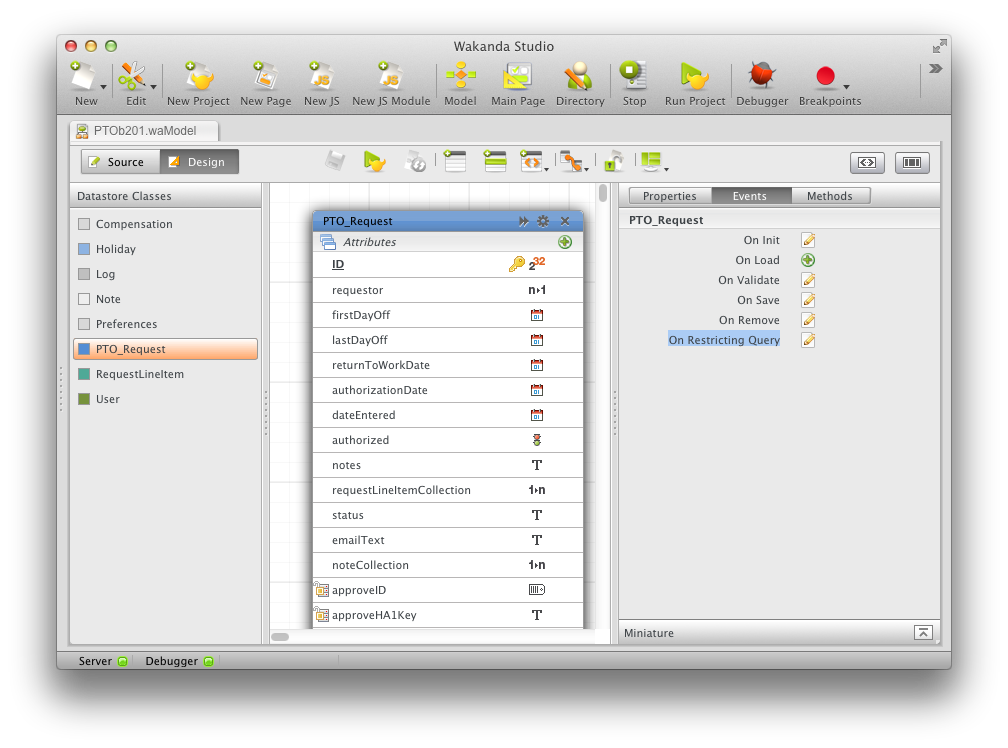 Wakanda Studio
New Edit New Project New Page New JS New JS Module Model Main Page Directory Stop Run Project Debugger Breakpoints
PTOb201.waModel
Source Design
Datastore Classes
Compensation
Holiday
Log
Note
Preferences
PTO_Request
RequestLineItem
User
PTO_Request
Attributes
ID 232
requestor n▸1
firstDayOff
lastDayOff
returnToWorkDate
authorizationDate
dateEntered
authorized
notes T
requestLineItemCollection 1▸n
status T
emailText T
noteCollection 1▸n
approveID
approveHA1Key T
Properties Events Methods
PTO_Request
On Init
On Load
On Validate
On Save
On Remove
On Restricting Query
Miniature
Server Debugger